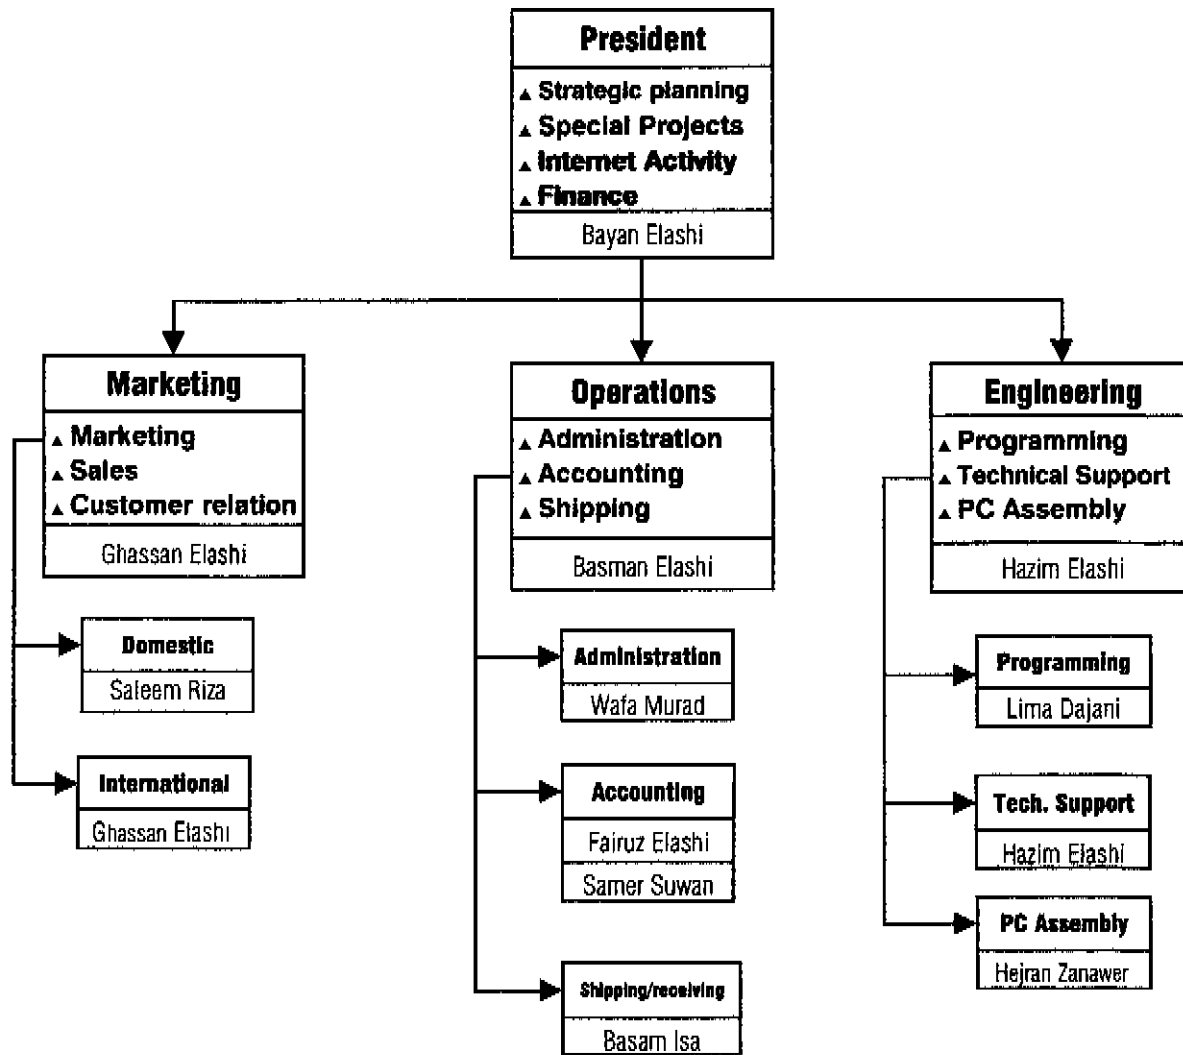 President
▲ Strategic planning
▲ Special Projects
▲ Internet Activity
▲ Finance
Bayan Elashi
Marketing
▲ Marketing
▲ Sales
▲ Customer relation
Ghassan Elashi
Domestic
Saleem Riza
International
Ghassan Elashi
Operations
▲ Administration
▲ Accounting
▲ Shipping
Basman Elashi
Administration
Wafa Murad
Accounting
Fairuz Elashi
Samer Suwan
Shipping/receiving
Basam Isa
Engineering
▲ Programming
▲ Technical Support
▲ PC Assembly
Hazim Elashi
Programming
Lima Dajani
Tech. Support
Hazim Elashi
PC Assembly
Hejran Zanawer